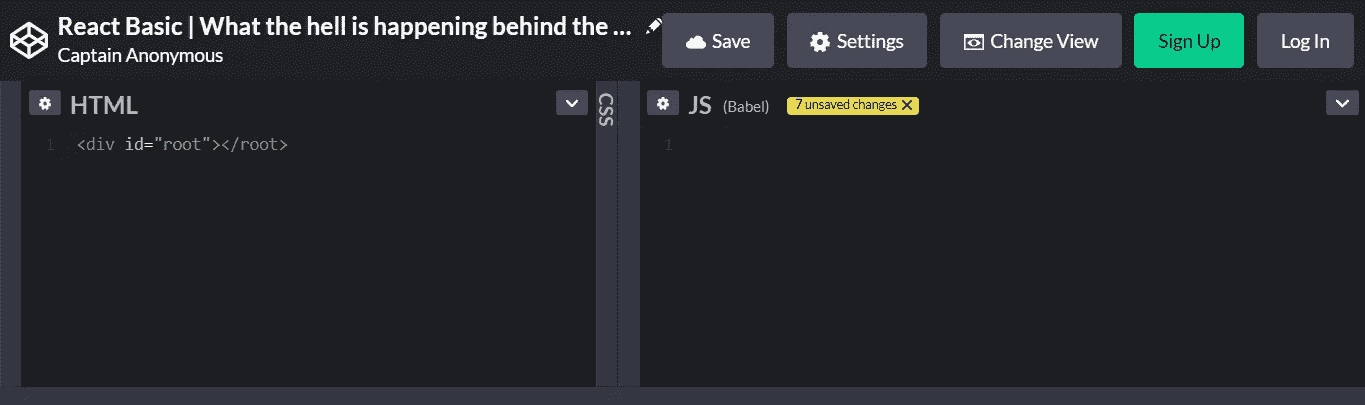 React Basic | What the hell is happening behind the ...
Captain Anonymous
Save
Settings
Change View
Sign Up
Log In
HTML
CSS
JS (Babel)
7 unsaved changes
1 <div id="root"></root>
1